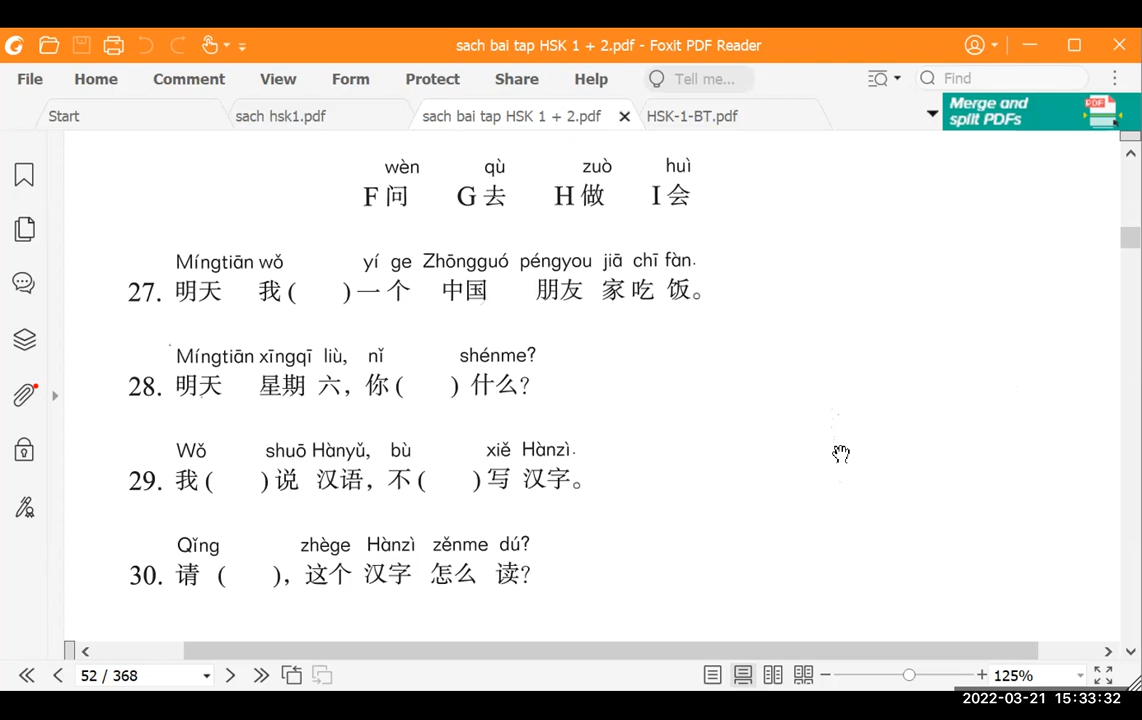 sach bai tap HSK 1 + 2.pdf - Foxit PDF Reader
File Home Comment View Form Protect Share Help Tell me... Find
Start sach hsk1.pdf sach bai tap HSK 1 + 2.pdf HSK-1-BT.pdf Merge and split PDFs PDF
wèn qù zuò huì
F 问 G 去 H 做 I 会
Míngtiān wǒ yí ge Zhōngguó péngyou jiā chī fàn.
27. 明天 我( )一个 中国 朋友 家吃 饭。
Míngtiān xīngqī liù, nǐ shénme?
28. 明天 星期 六, 你( )什么?
Wǒ shuō Hànyǔ, bù xiě Hànzì.
29. 我( )说 汉语, 不( )写 汉字。
Qǐng zhège Hànzì zěnme dú?
30. 请( ), 这个 汉字 怎么 读?
52 / 368 125%
2022-03-21 15:33:32